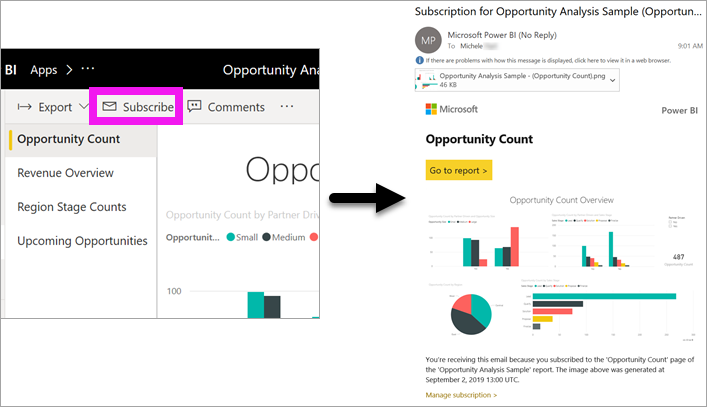 BI Apps > ...
Opportunity An
Export
Subscribe
Comments
...
Opportunity Count
Revenue Overview
Region Stage Counts
Upcoming Opportunities
Oppo
Opportunity Count by Partner Driv
Opportunit...
Small
Medium
100
Subscription for Opportunity Analysis Sample (Opportun...
MP
Microsoft Power BI (No Reply)
To Michele
9:01 AM
If there are problems with how this message is displayed, click here to view it in a web browser.
Opportunity Analysis Sample - (Opportunity Count).png
46 KB
Microsoft
Power BI
Opportunity Count
Go to report >
Opportunity Count Overview
487
Opportunity Count
You're receiving this email because you subscribed to the 'Opportunity Count' page of
the 'Opportunity Analysis Sample' report. The image above was generated at
September 2, 2019 13:00 UTC.
Manage subscription >